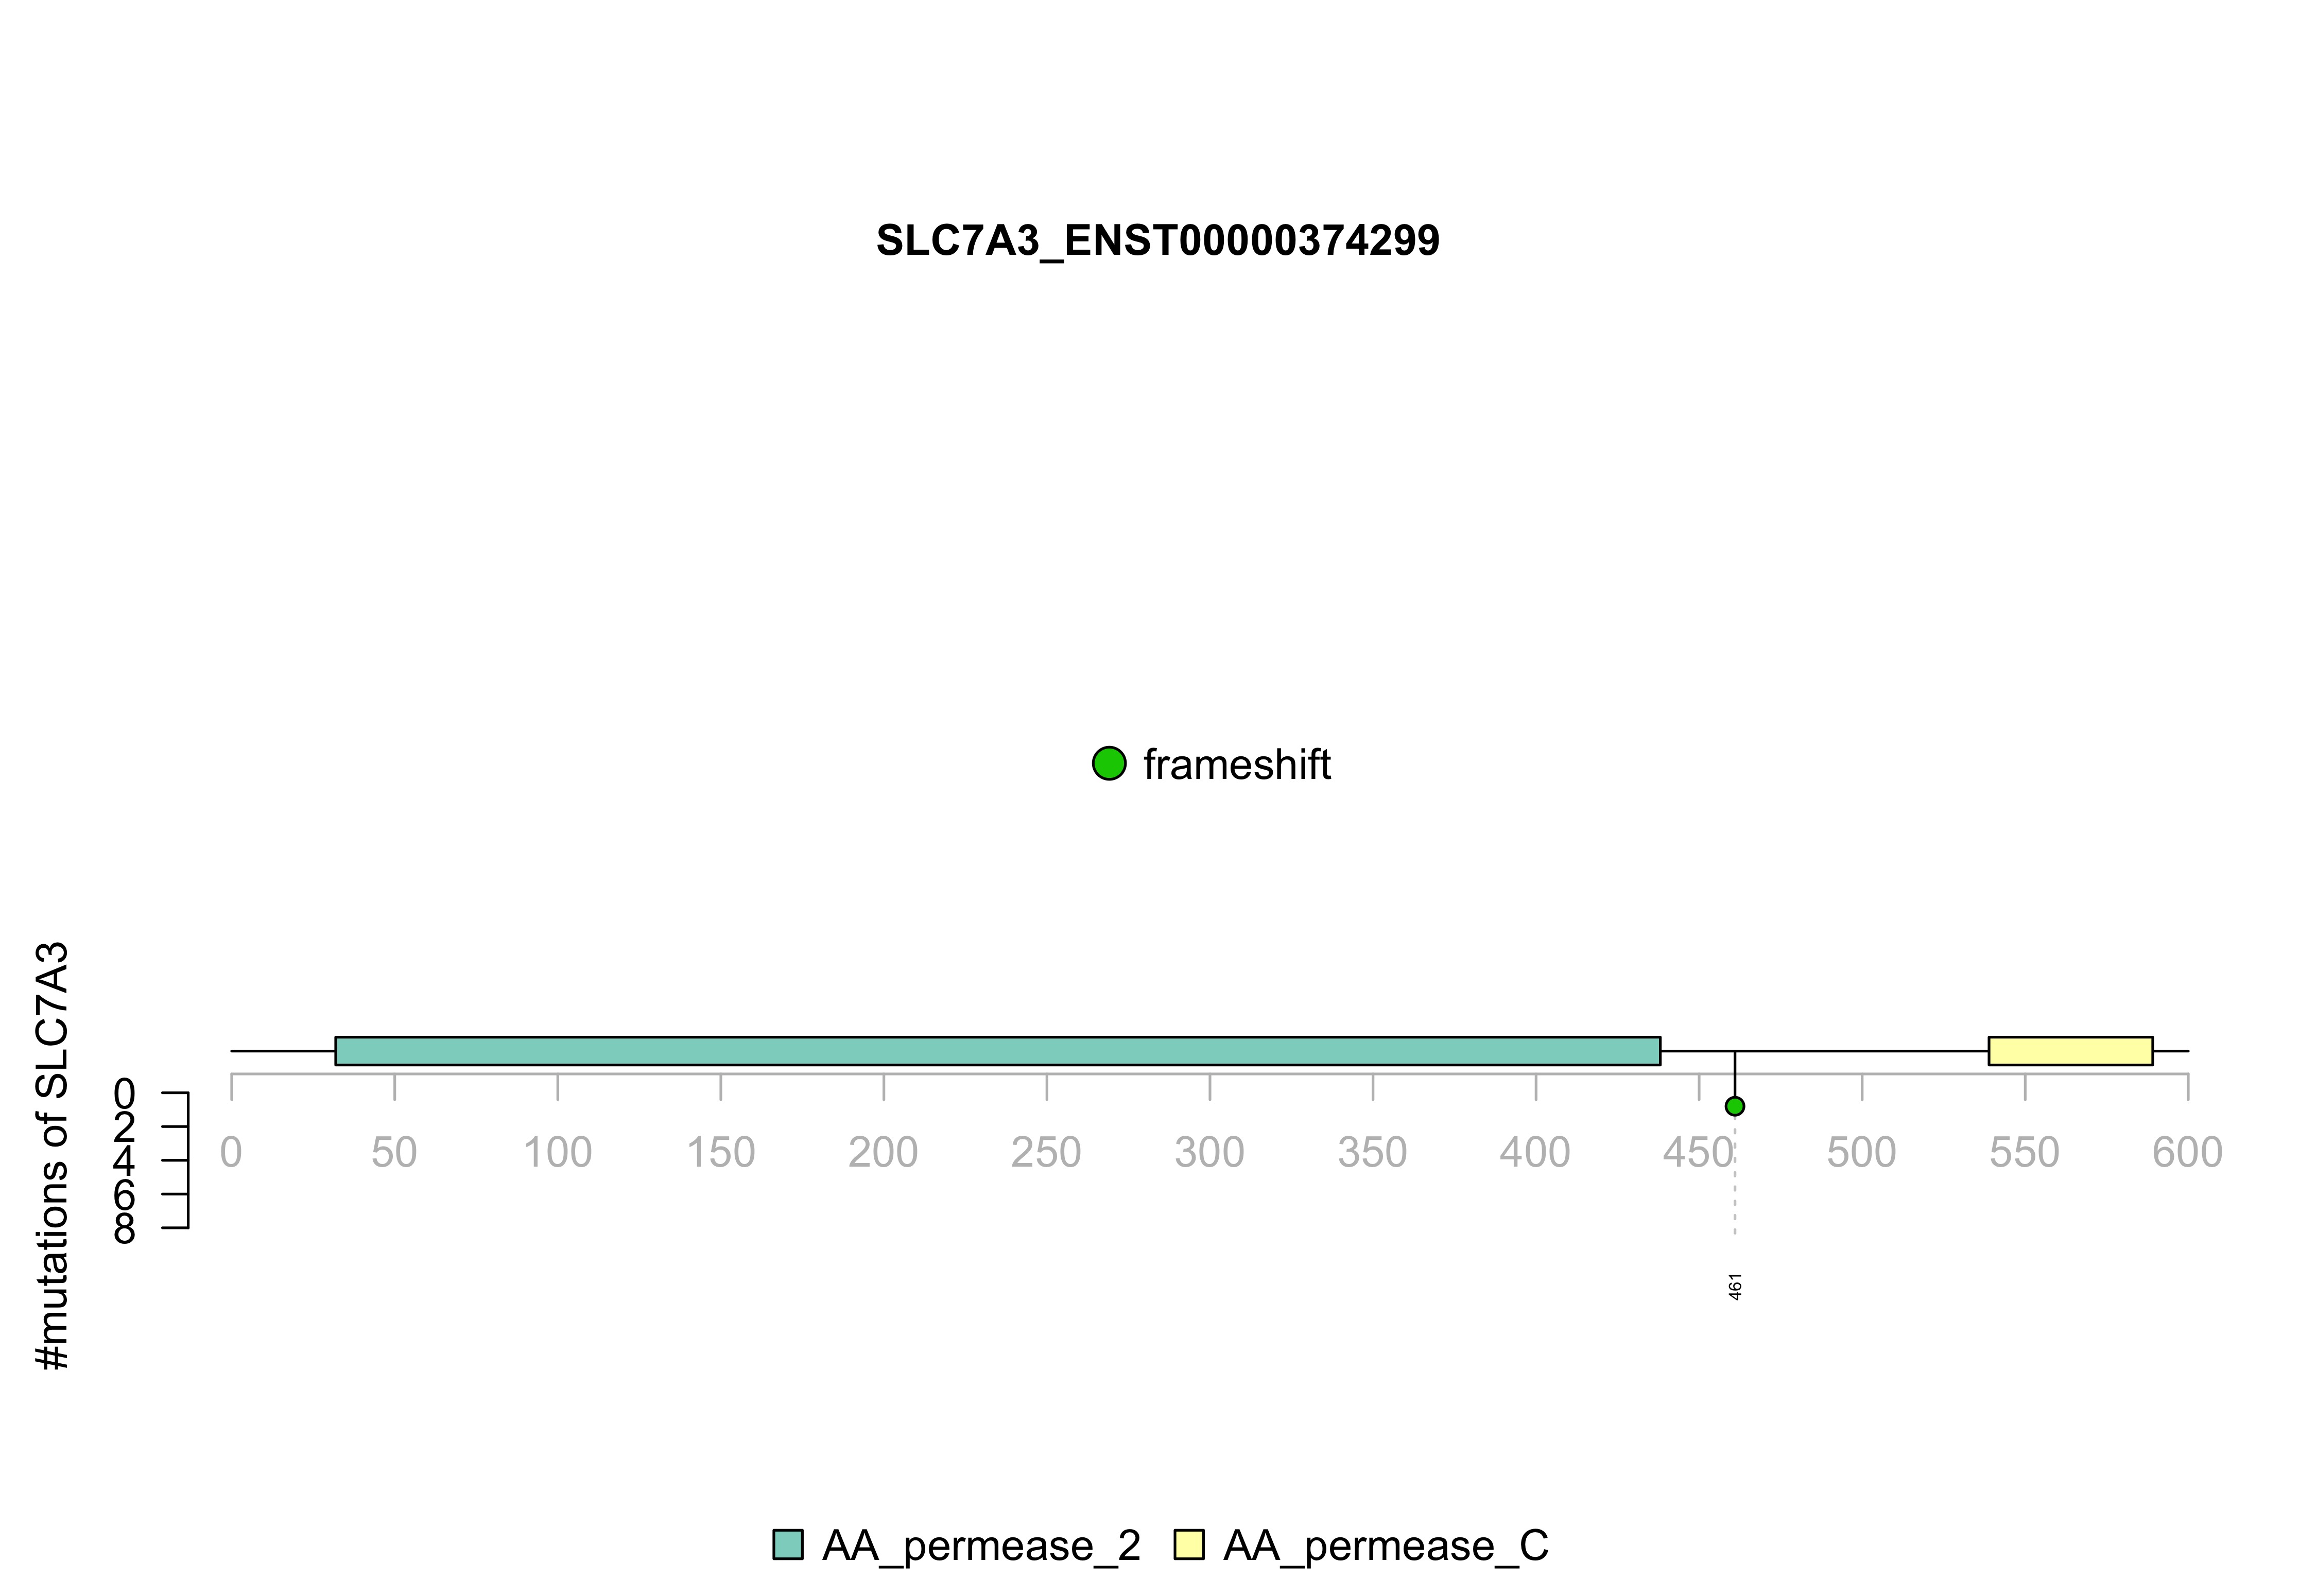 SLC7A3_ENST00000374299
frameshift
#mutations of SLC7A3
0
2
4
6
8
0 50 100 150 200 250 300 350 400 450 500 550 600
461
AA_permease_2 AA_permease_C